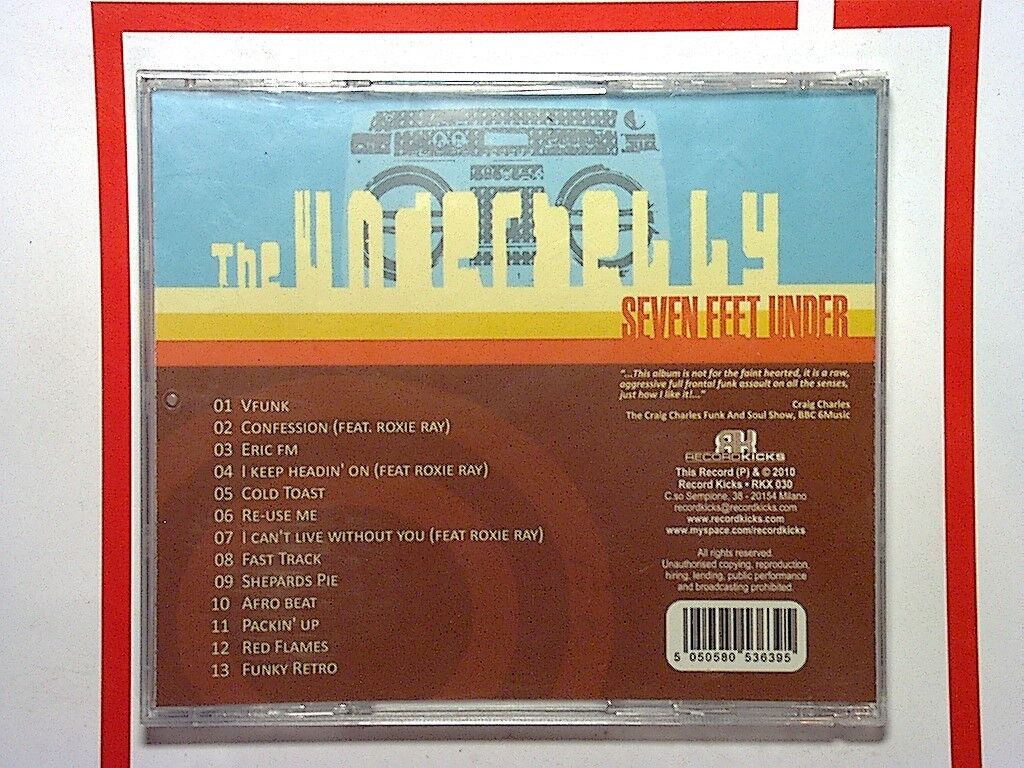 The Underbelly
SEVEN FEET UNDER
"...This album is not for the faint hearted, it is a raw,
aggressive full frontal funk assault on all the senses,
just how I like it!..."
Craig Charles
The Craig Charles Funk And Soul Show, BBC 6Music
01 VFUNK
02 CONFESSION (FEAT. ROXIE RAY)
03 ERIC FM
04 I KEEP HEADIN' ON (FEAT ROXIE RAY)
05 COLD TOAST
06 RE-USE ME
07 I CAN'T LIVE WITHOUT YOU (FEAT ROXIE RAY)
08 FAST TRACK
09 SHEPARDS PIE
10 AFRO BEAT
11 PACKIN' UP
12 RED FLAMES
13 FUNKY RETRO
RK
RECORDKICKS
This Record (P) & © 2010
Record Kicks • RKX 030
C.so Sempione, 38 - 20154 Milano
recordkicks@recordkicks.com
www.recordkicks.com
www.myspace.com/recordkicks
All rights reserved.
Unauthorised copying, reproduction,
hiring, lending, public performance
and broadcasting prohibited.
5 050580 536395